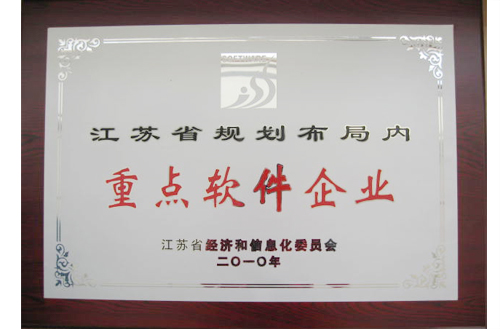 江苏省规划布局内
重点软件企业
江苏省经济和信息化委员会
二〇一〇年